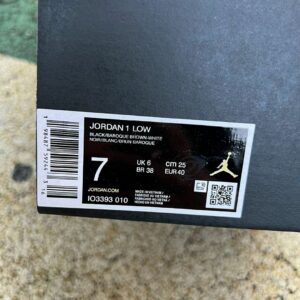 JORDAN 1 LOW
BLACK/BAROQUE BROWN-WHITE
NOIR/BLANC/BRUN BAROQUE
7
UK 6
cm 25
BR 38
EUR 40
JORDAN.COM
IO3393 010
MADE IN VIETNAM /
FABRIQUÉ AU VIETNAM /